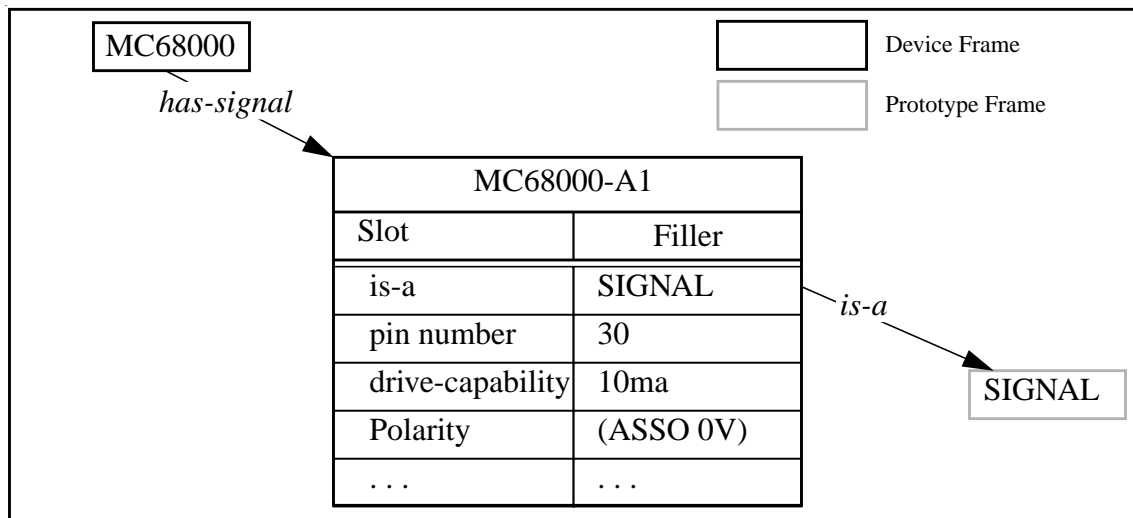 MC68000
Device Frame
has-signal
Prototype Frame
MC68000-A1
Slot Filler
is-a SIGNAL
is-a
pin number 30
drive-capability 10ma
SIGNAL
Polarity (ASSO 0V)
. . . . . .